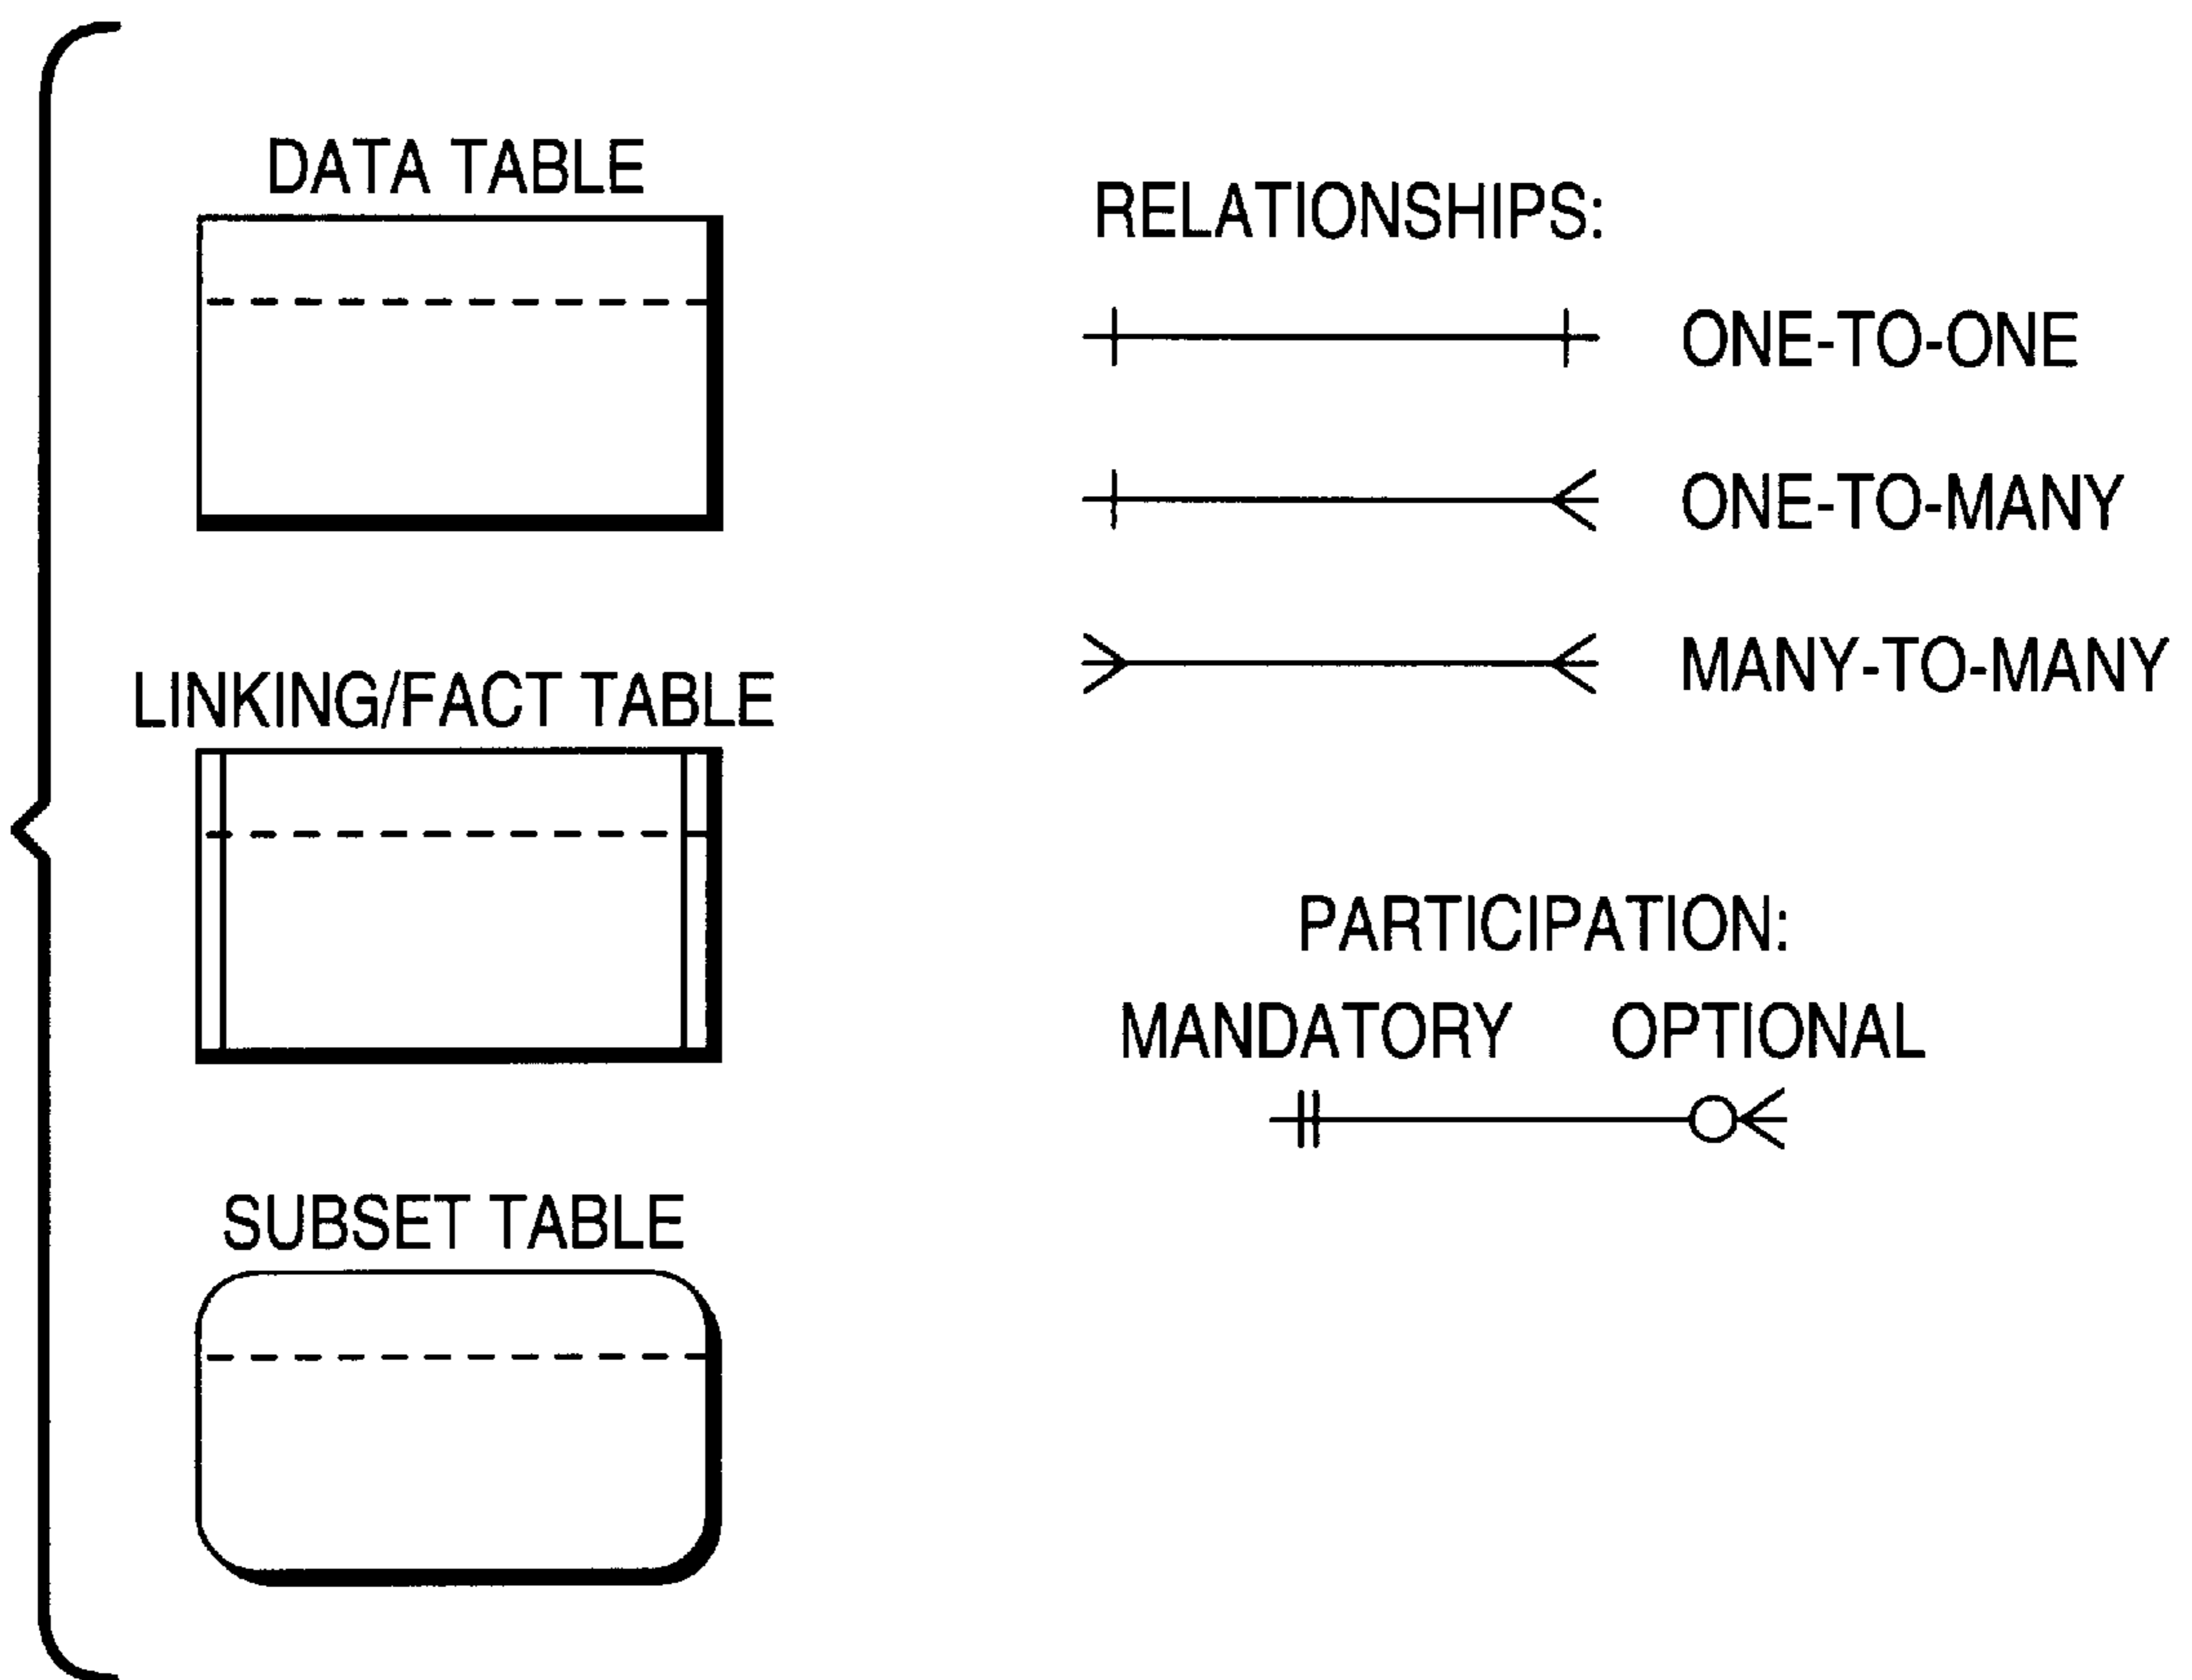 DATA TABLE
LINKING/FACT TABLE
SUBSET TABLE
RELATIONSHIPS:
ONE-TO-ONE
ONE-TO-MANY
MANY-TO-MANY
PARTICIPATION:
MANDATORY OPTIONAL